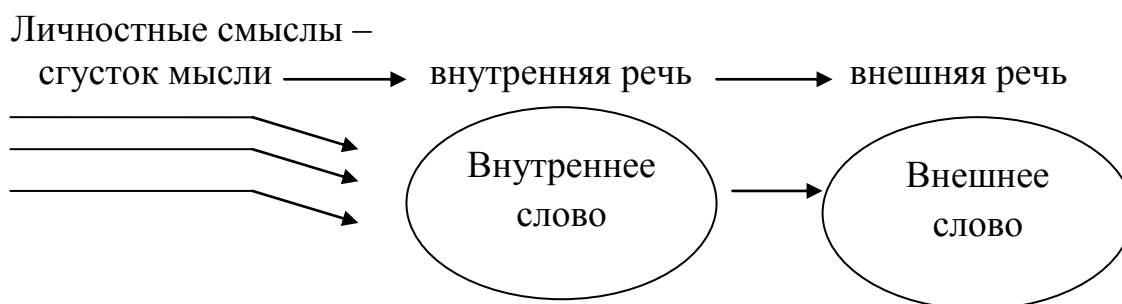 Личностные смыслы –
сгусток мысли внутренняя речь внешняя речь
Внутреннее
слово
Внешнее
слово